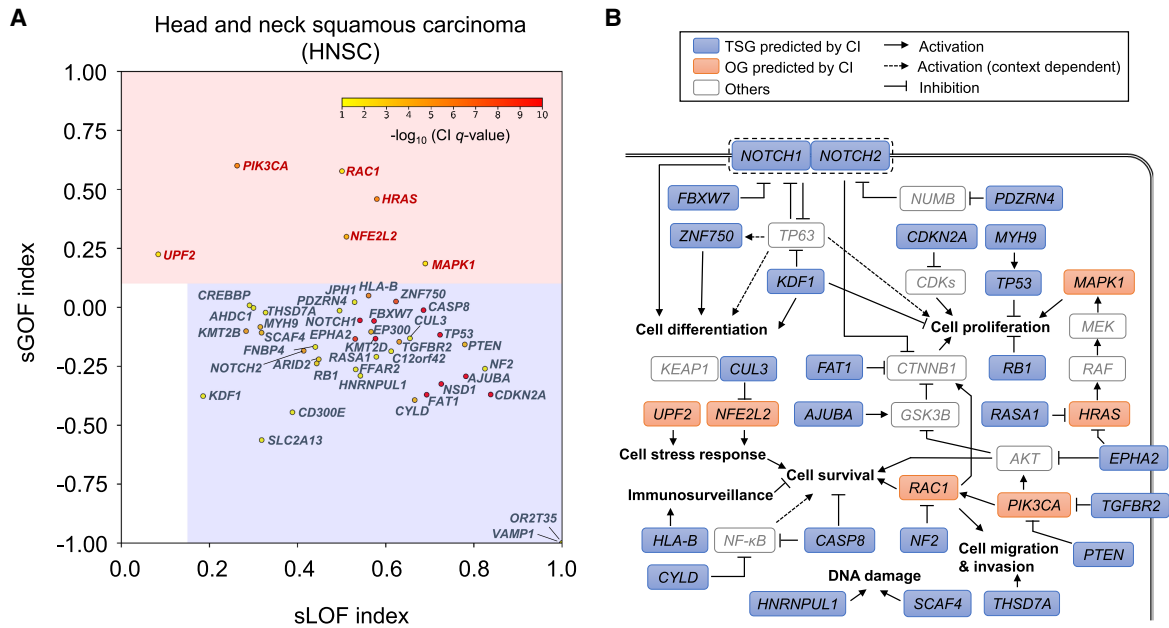 A
Head and neck squamous carcinoma
(HNSC)
1.00
0.75
0.50
0.25
0.00
-0.25
-0.50
-0.75
-1.00
0.0
0.2
0.4
0.6
0.8
1.0
sGOF index
sLOF index
1 2 3 4 5 6 7 8 9 10
-log10 (CI q-value)
PIK3CA
RAC1
HRAS
NFE2L2
UPF2
MAPK1
JPH1
HLA-B
ZNF750
CREBBP
PDZRN4
AHDC1
THSD7A
FBXW7
CASP8
MYH9
NOTCH1
CUL3
KMT2B
SCAF4
EP300
EPHA2
TP53
FNBP4
KMT2D
TGFBR2
PTEN
NOTCH2
RASA1
C12orf42
ARID2
FFAR2
NF2
RB1
HNRNPUL1
AJUBA
KDF1
NSD1
CDKN2A
CD300E
FAT1
CYLD
SLC2A13
OR2T35
VAMP1
B
TSG predicted by CI
Activation
OG predicted by CI
Activation (context dependent)
Others
Inhibition
NOTCH1
NOTCH2
FBXW7
NUMB
PDZRN4
ZNF750
TP63
CDKN2A
MYH9
KDF1
CDKs
TP53
MAPK1
Cell differentiation
Cell proliferation
MEK
KEAP1
CUL3
FAT1
CTNNB1
RB1
RAF
UPF2
NFE2L2
AJUBA
GSK3B
RASA1
HRAS
Cell stress response
AKT
EPHA2
Cell survival
Immunosurveillance
RAC1
PIK3CA
TGFBR2
HLA-B
NF-κB
CASP8
NF2
Cell migration
& invasion
PTEN
CYLD
DNA damage
HNRNPUL1
SCAF4
THSD7A